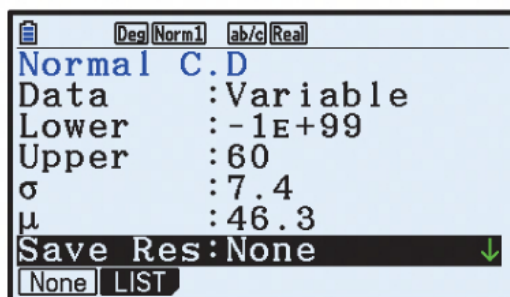 Deg Norm1 ab/c Real
Normal C.D
Data :Variable
Lower :-1E+99
Upper :60
σ :7.4
μ :46.3
Save Res:None ↓
None LIST